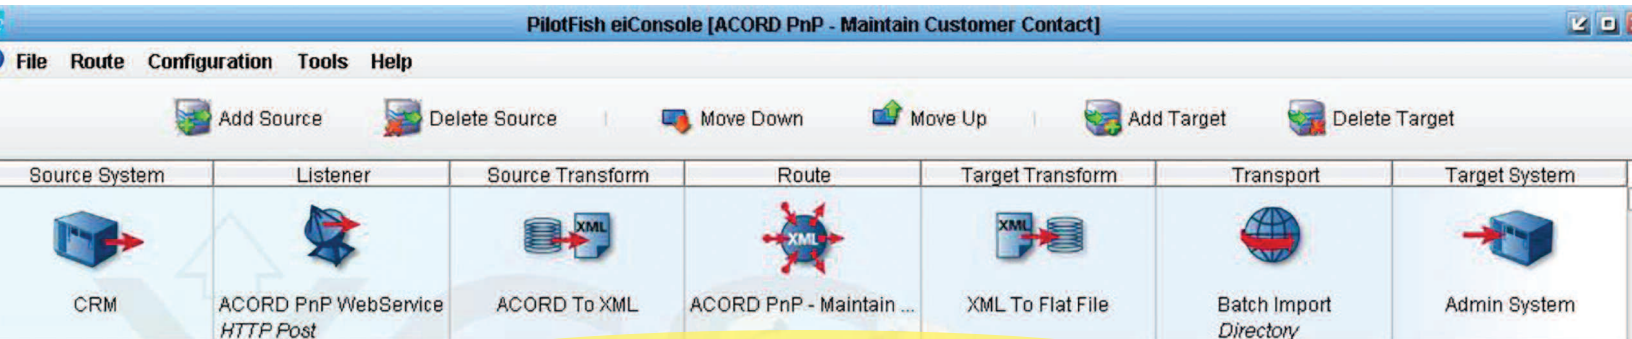 PilotFish eiConsole [ACORD PnP - Maintain Customer Contact]
File Route Configuration Tools Help
Add Source Delete Source Move Down Move Up Add Target Delete Target
Source System Listener Source Transform Route Target Transform Transport Target System
XML XML XML
CRM ACORD PnP WebService ACORD To XML ACORD PnP - Maintain ... XML To Flat File Batch Import Admin System
HTTP Post Directory